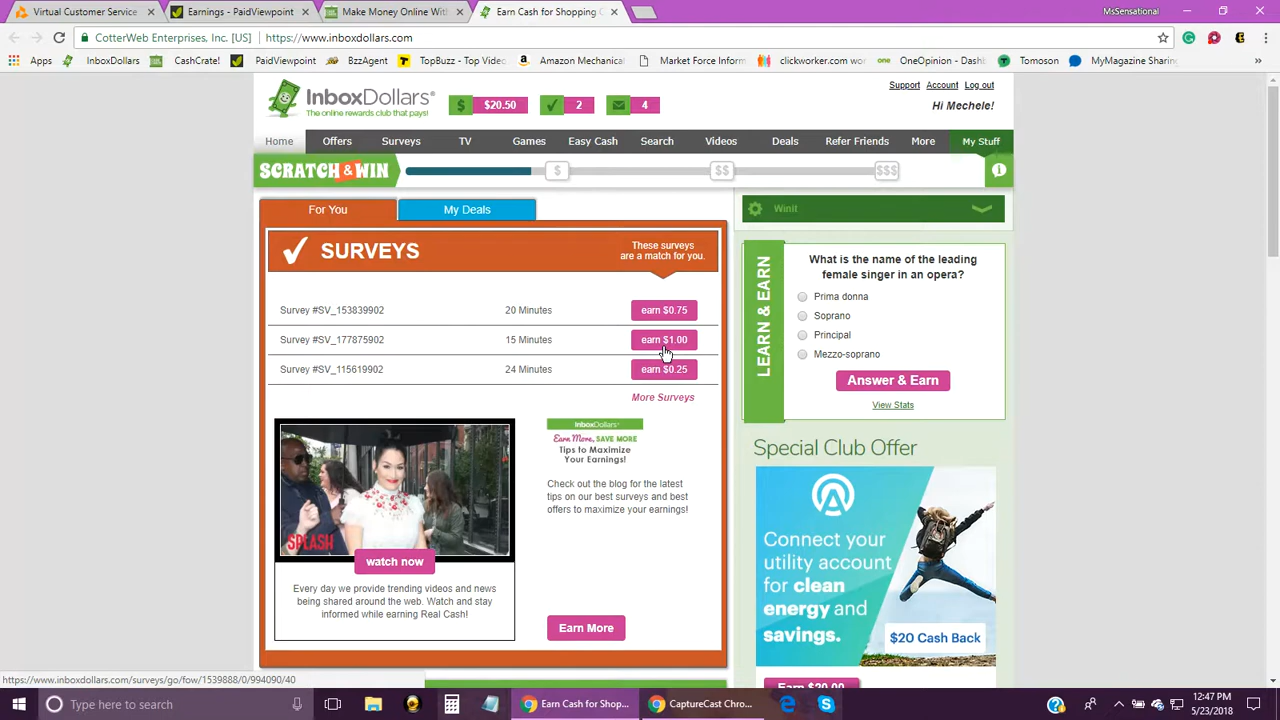 Virtual Customer Service
Earnings - PaidViewpoint
Make Money Online With
Earn Cash for Shopping
MsSensational
CotterWeb Enterprises, Inc. [US]
https://www.inboxdollars.com
Apps
InboxDollars
CashCrate!
PaidViewpoint
BzzAgent
TopBuzz - Top Video
Amazon Mechanical
Market Force Inform
clickworker.com wo
one
OneOpinion - Dashb
Tomoson
MyMagazine Sharing
InboxDollars®
The online rewards club that pays!
$
$20.50
2
4
Support
Account
Log out
Hi Mechele!
Home
Offers
Surveys
TV
Games
Easy Cash
Search
Videos
Deals
Refer Friends
More
My Stuff
SCRATCH & WIN
$
$$
$$$
For You
My Deals
Winit
SURVEYS
These surveys
are a match for you.
Survey #SV_153839902
20 Minutes
earn $0.75
Survey #SV_177875902
15 Minutes
earn $1.00
Survey #SV_115619902
24 Minutes
earn $0.25
More Surveys
LEARN & EARN
What is the name of the leading
female singer in an opera?
Prima donna
Soprano
Principal
Mezzo-soprano
Answer & Earn
View Stats
SPLASH
watch now
Every day we provide trending videos and news
being shared around the web. Watch and stay
informed while earning Real Cash!
InboxDollars
Earn More, SAVE MORE
Tips to Maximize
Your Earnings!
Check out the blog for the latest
tips on our best surveys and best
offers to maximize your earnings!
Earn More
Special Club Offer
Connect your
utility account
for clean
energy and
savings.
$20 Cash Back
Earn $20.00
https://www.inboxdollars.com/surveys/go/fow/1539888/0/994090/40
Type here to search
Earn Cash for Shop...
CaptureCast Chro...
12:47 PM
5/23/2018